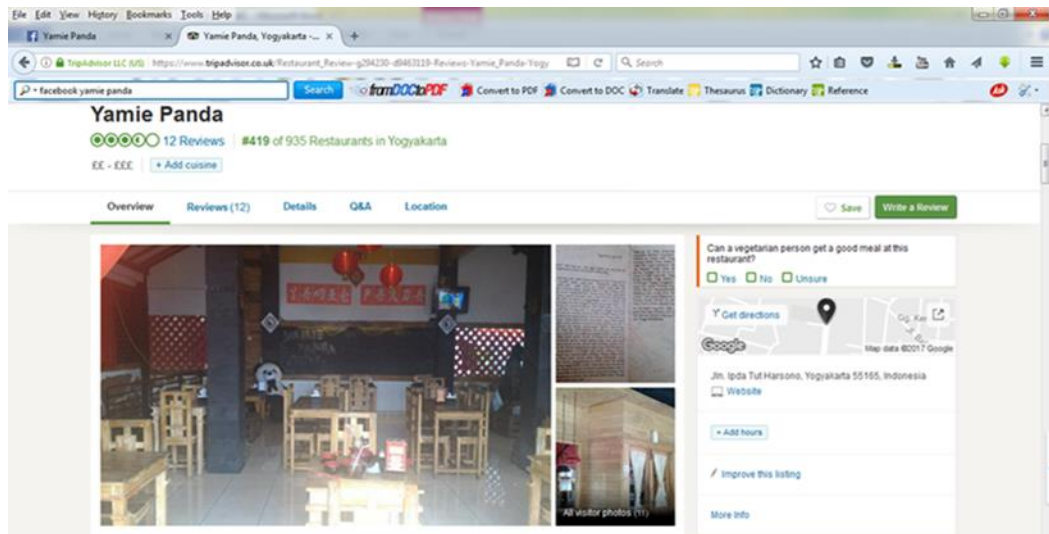 File Edit View History Bookmarks Tools Help
Yamie Panda
Yamie Panda, Yogyakarta -...
TripAdvisor LLC (US) https://www.tripadvisor.co.uk/Restaurant_Review-g294230-d9463119-Reviews-Yamie_Panda-Yogy
Search
facebook yamie panda
Search
fromDOCtoPDF
Convert to PDF
Convert to DOC
Translate
Thesaurus
Dictionary
Reference
Yamie Panda
12 Reviews #419 of 935 Restaurants in Yogyakarta
££ - £££ + Add cuisine
Overview Reviews (12) Details Q&A Location
Save Write a Review
Can a vegetarian person get a good meal at this
restaurant?
Yes No Unsure
Get directions
Google
Map data ©2017 Google
Jln. Ipda Tut Harsono, Yogyakarta 55165, Indonesia
Website
+ Add hours
Improve this listing
More Info
All visitor photos (11)